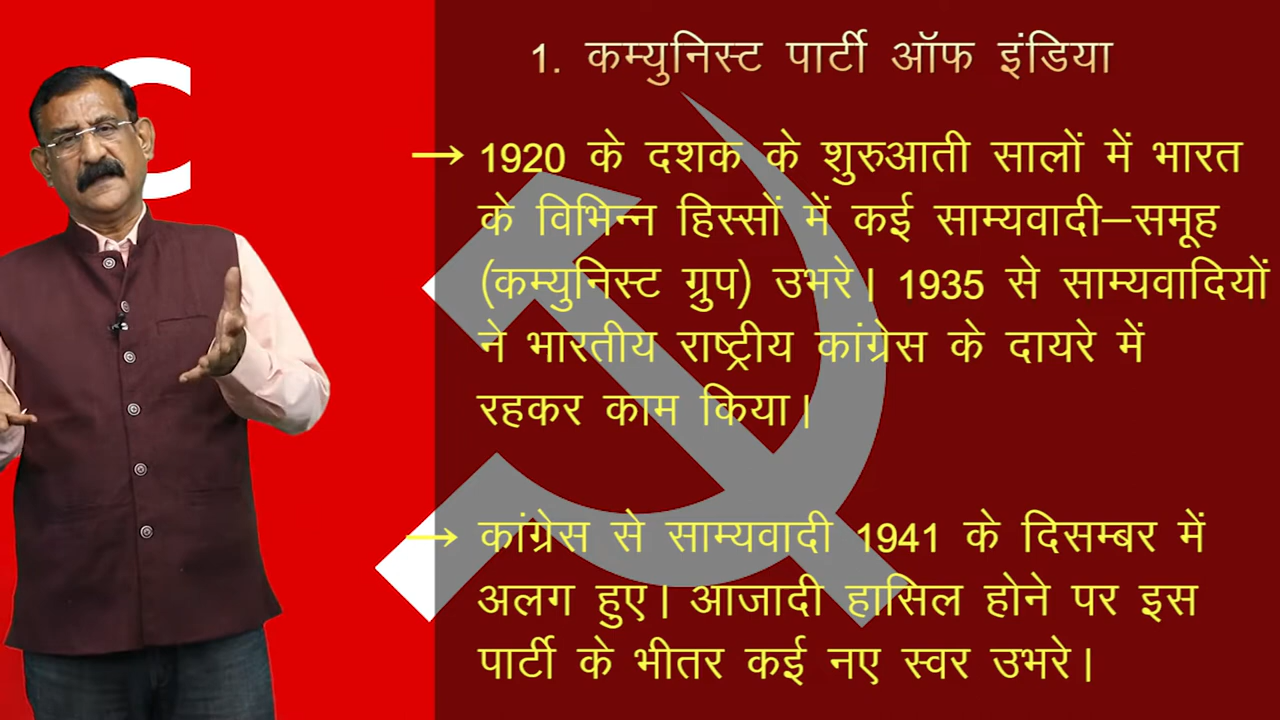 1. कम्युनिस्ट पार्टी ऑफ इंडिया
→ 1920 के दशक के शुरुआती सालों में भारत
के विभिन्न हिस्सों में कई साम्यवादी–समूह
(कम्युनिस्ट ग्रुप) उभरे। 1935 से साम्यवादियों
ने भारतीय राष्ट्रीय कांग्रेस के दायरे में
रहकर काम किया।
→ कांग्रेस से साम्यवादी 1941 के दिसम्बर में
अलग हुए। आजादी हासिल होने पर इस
पार्टी के भीतर कई नए स्वर उभरे।